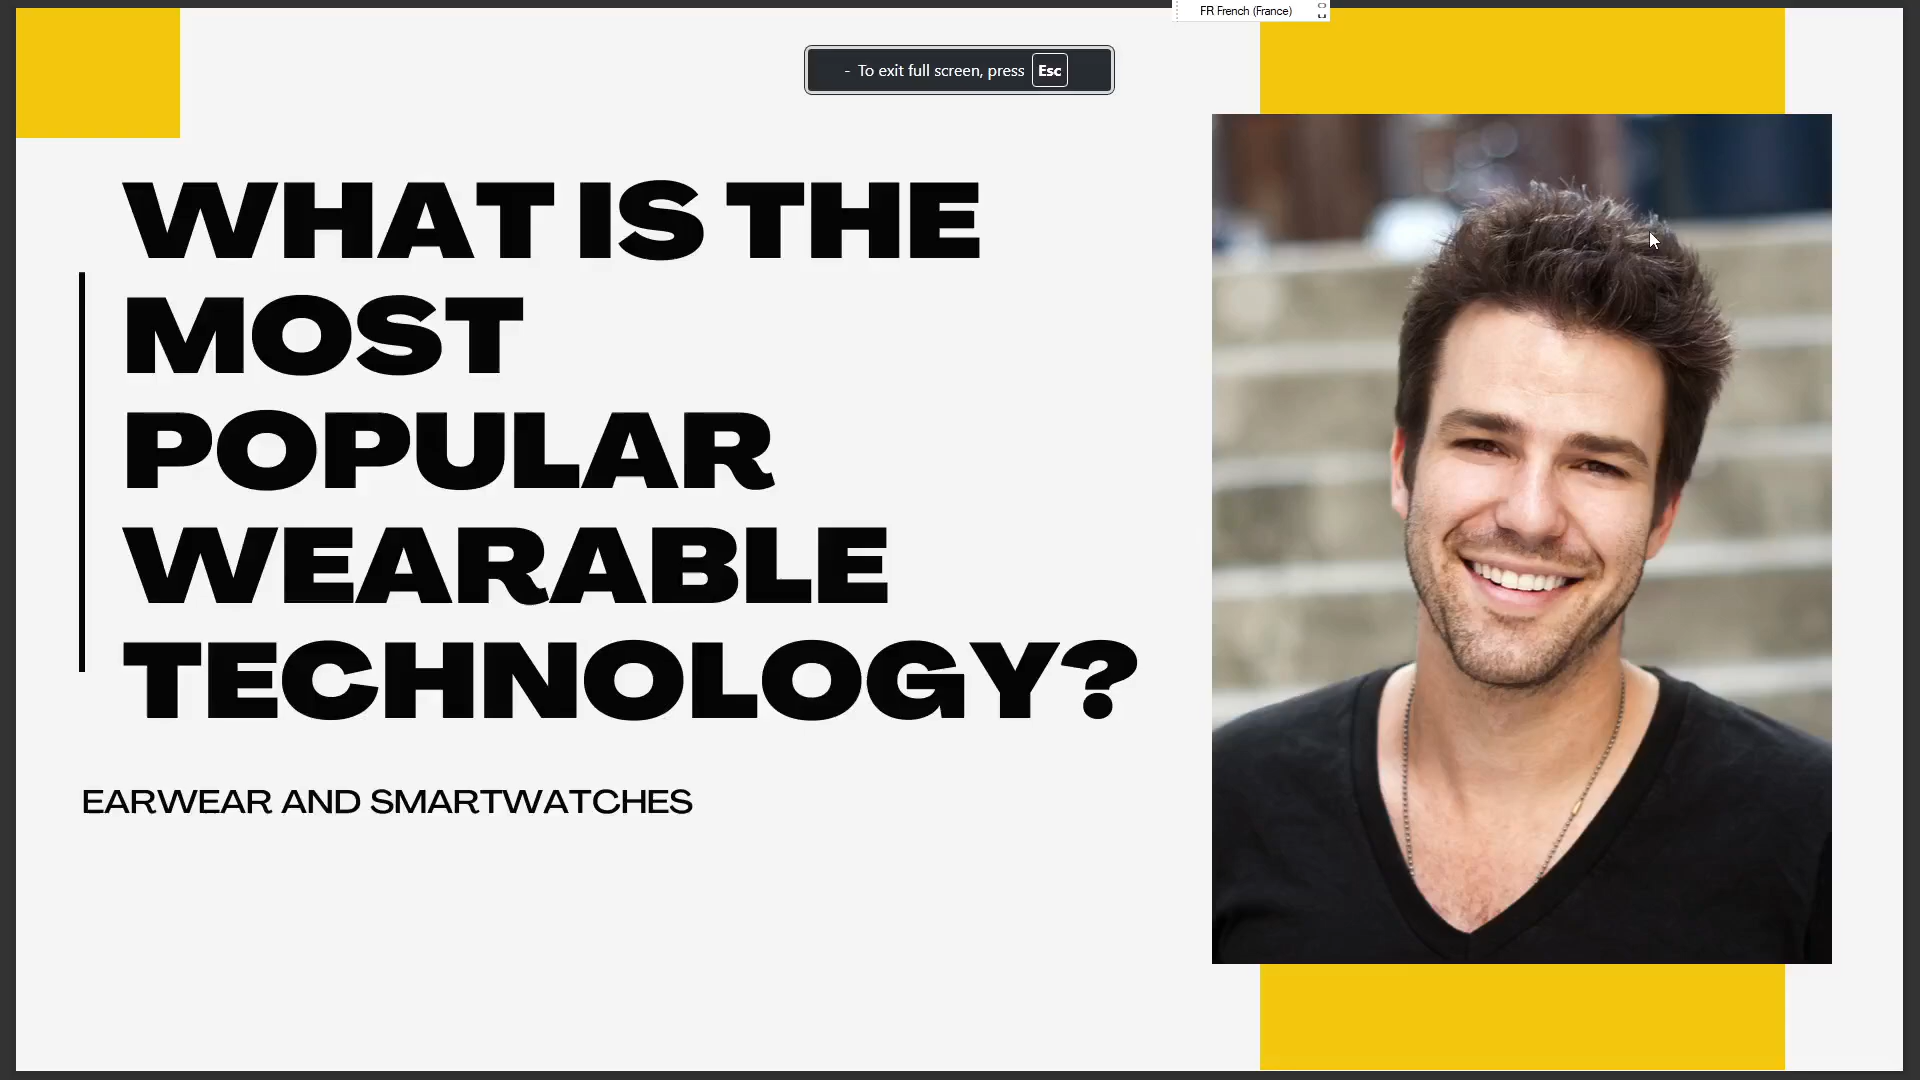 FR French (France)
- To exit full screen, press Esc
WHAT IS THE
MOST
POPULAR
WEARABLE
TECHNOLOGY?
EARWEAR AND SMARTWATCHES